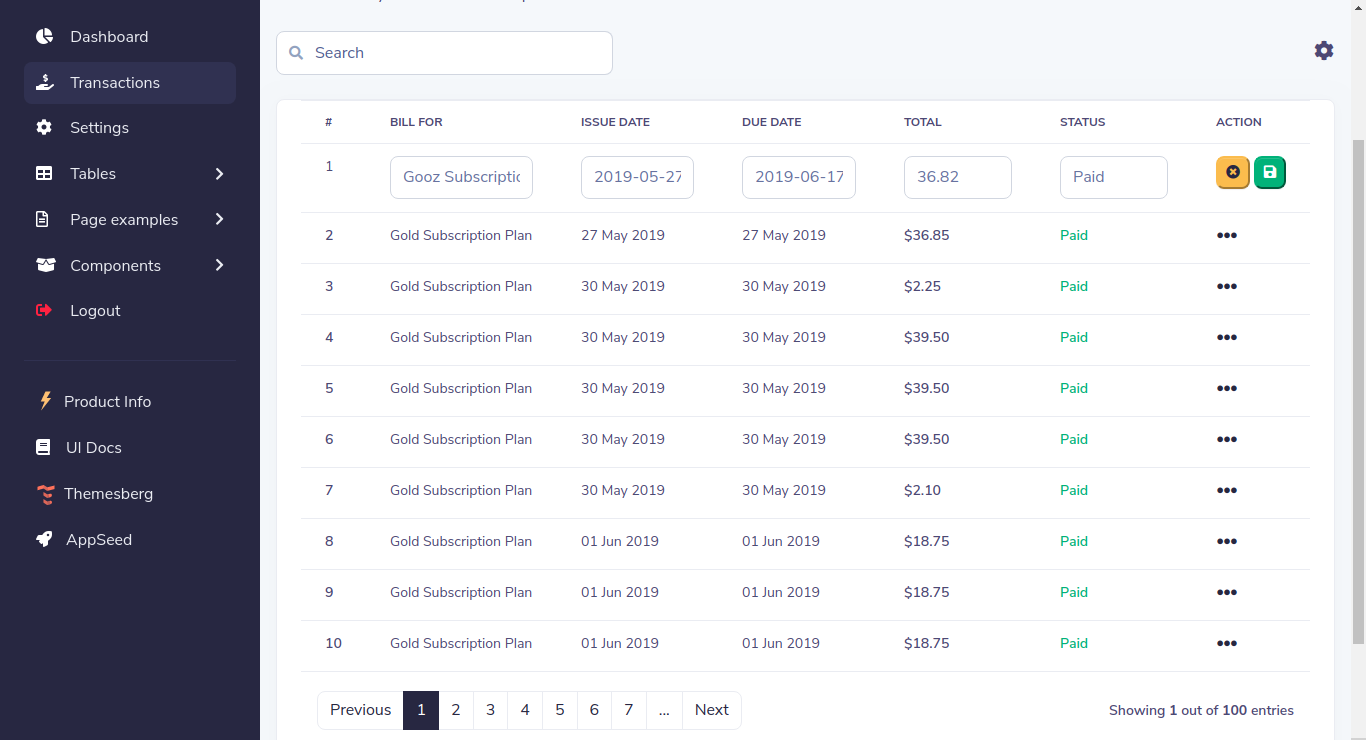 Dashboard
Transactions
Settings
Tables
Page examples
Components
Logout
Product Info
UI Docs
Themesberg
AppSeed
Search
# BILL FOR ISSUE DATE DUE DATE TOTAL STATUS ACTION
1 Gooz Subscriptic 2019-05-27 2019-06-17 36.82 Paid
2 Gold Subscription Plan 27 May 2019 27 May 2019 $36.85 Paid
3 Gold Subscription Plan 30 May 2019 30 May 2019 $2.25 Paid
4 Gold Subscription Plan 30 May 2019 30 May 2019 $39.50 Paid
5 Gold Subscription Plan 30 May 2019 30 May 2019 $39.50 Paid
6 Gold Subscription Plan 30 May 2019 30 May 2019 $39.50 Paid
7 Gold Subscription Plan 30 May 2019 30 May 2019 $2.10 Paid
8 Gold Subscription Plan 01 Jun 2019 01 Jun 2019 $18.75 Paid
9 Gold Subscription Plan 01 Jun 2019 01 Jun 2019 $18.75 Paid
10 Gold Subscription Plan 01 Jun 2019 01 Jun 2019 $18.75 Paid
Previous 1 2 3 4 5 6 7 ... Next
Showing 1 out of 100 entries